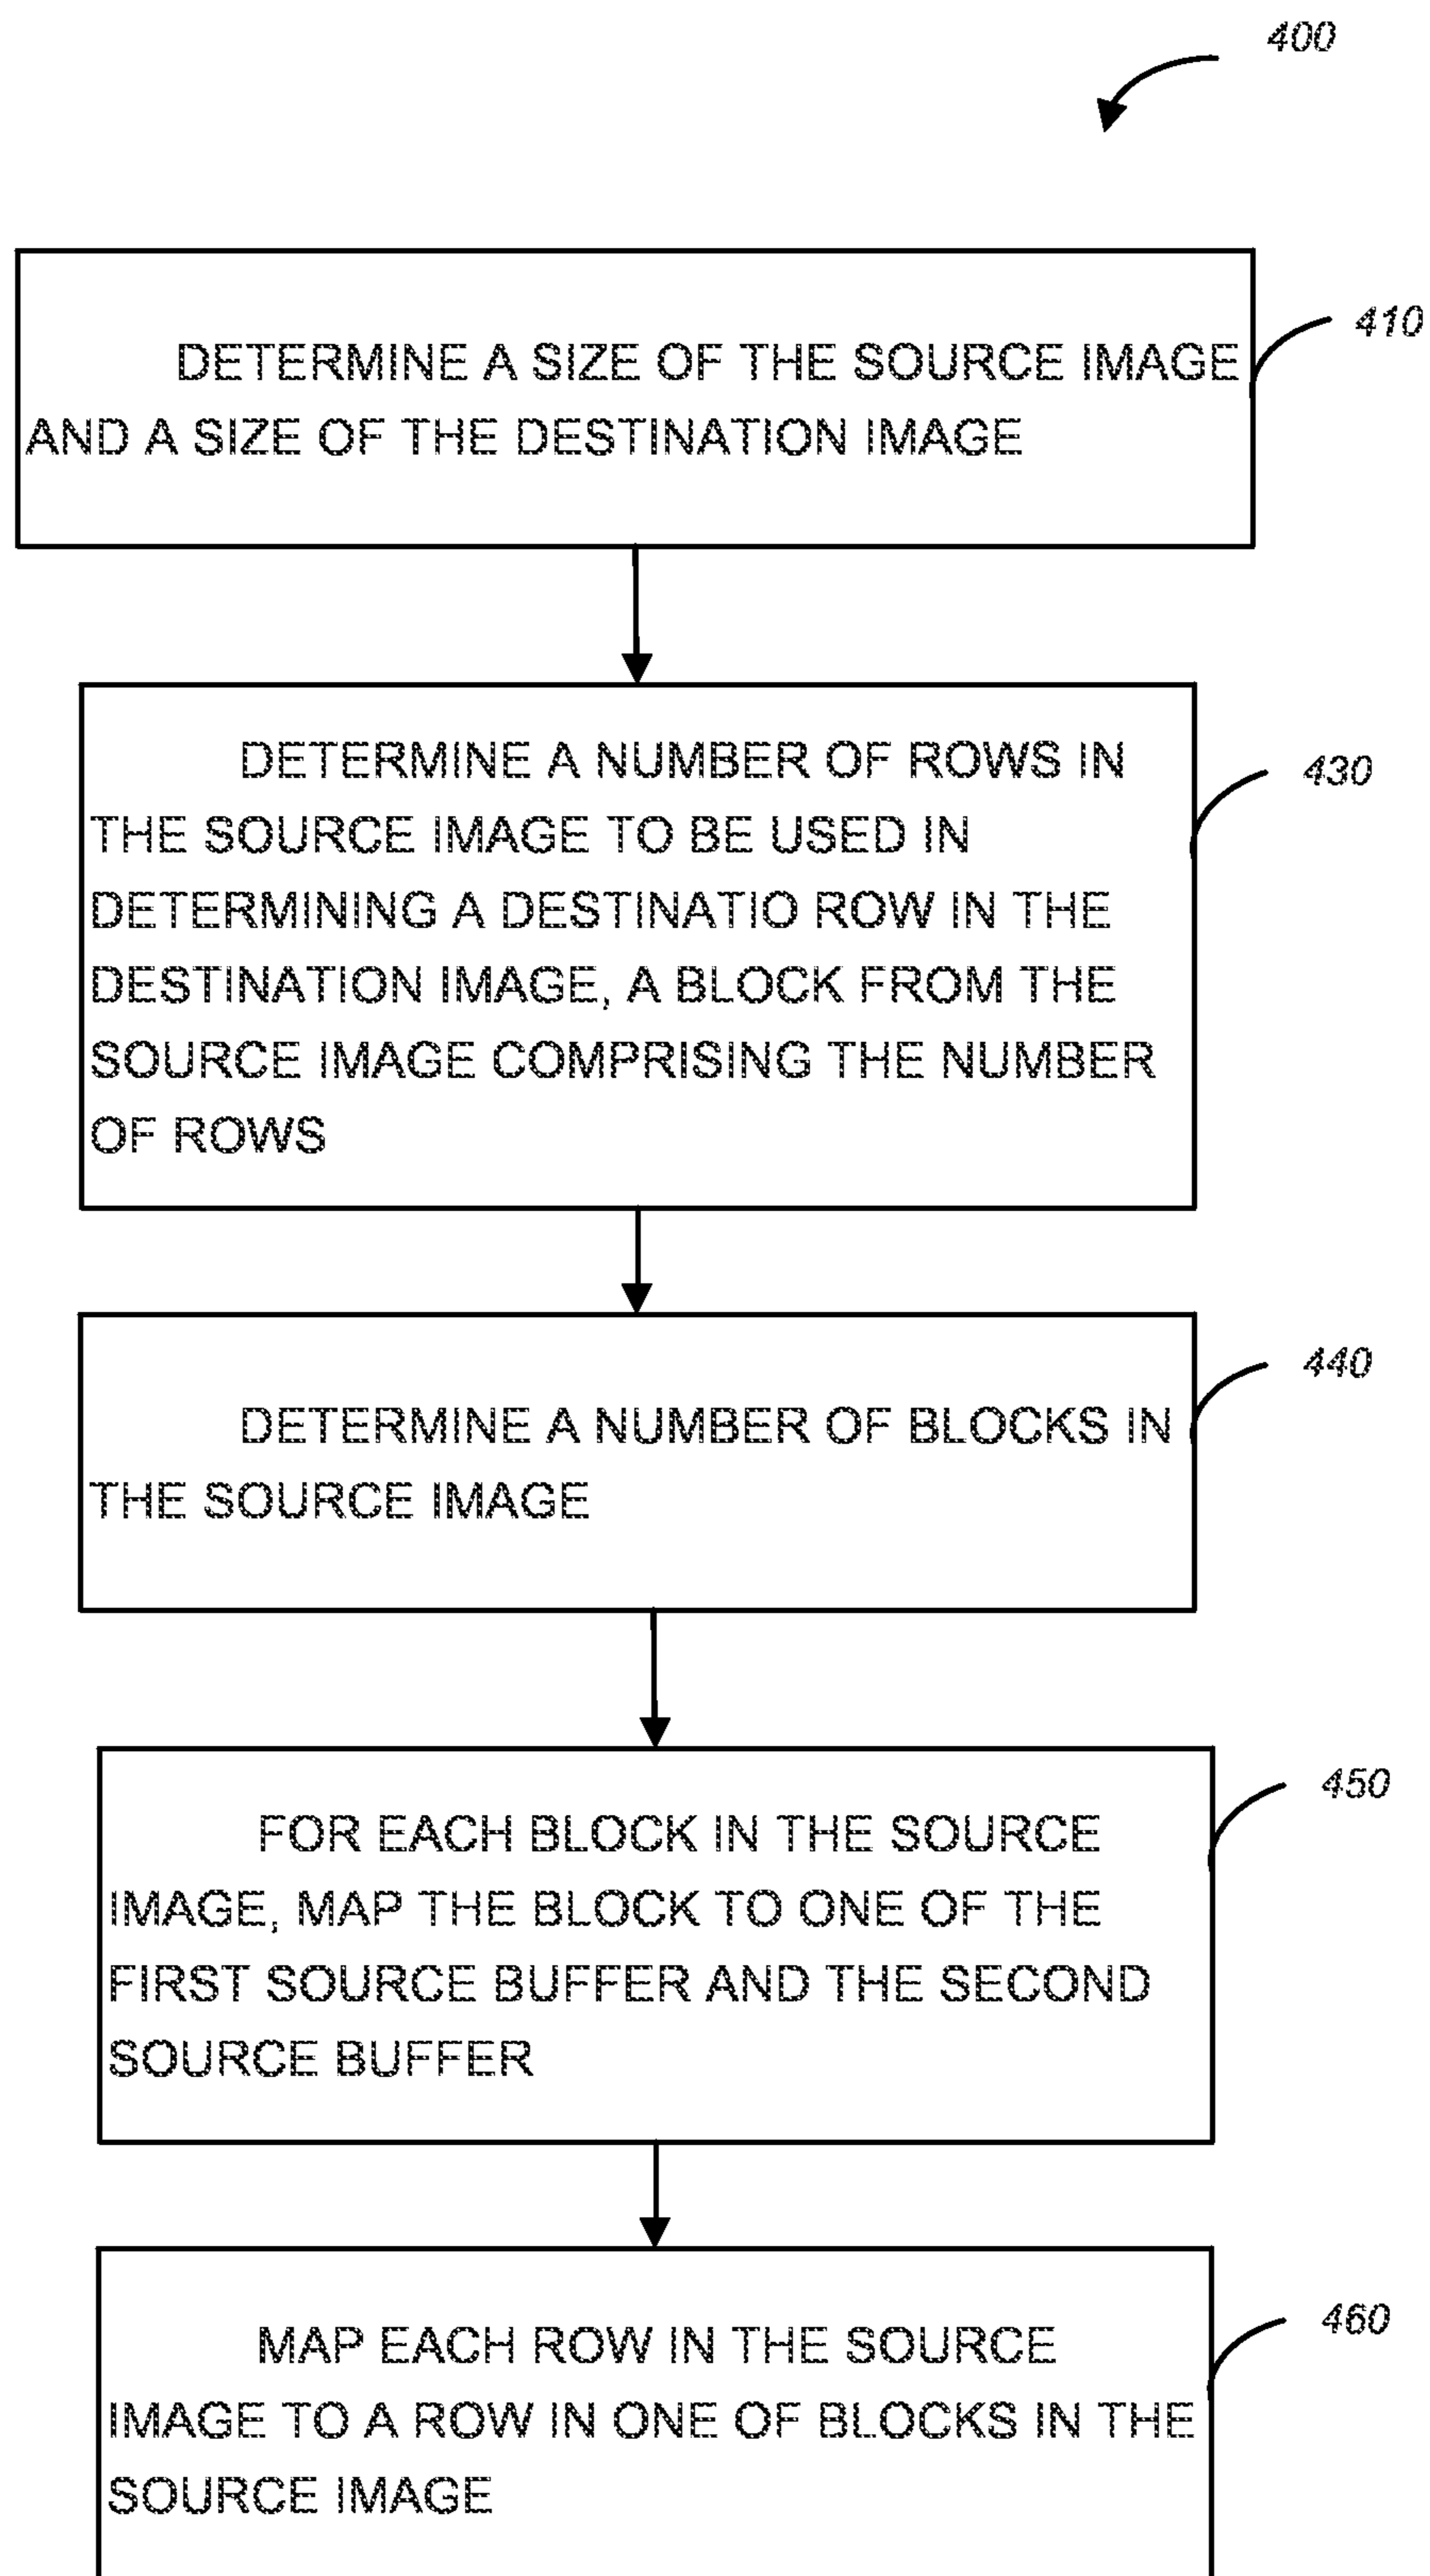 400
DETERMINE A SIZE OF THE SOURCE IMAGE
AND A SIZE OF THE DESTINATION IMAGE
410
DETERMINE A NUMBER OF ROWS IN
THE SOURCE IMAGE TO BE USED IN
DETERMINING A DESTINATIO ROW IN THE
DESTINATION IMAGE, A BLOCK FROM THE
SOURCE IMAGE COMPRISING THE NUMBER
OF ROWS
430
DETERMINE A NUMBER OF BLOCKS IN
THE SOURCE IMAGE
440
FOR EACH BLOCK IN THE SOURCE
IMAGE, MAP THE BLOCK TO ONE OF THE
FIRST SOURCE BUFFER AND THE SECOND
SOURCE BUFFER
450
MAP EACH ROW IN THE SOURCE
IMAGE TO A ROW IN ONE OF BLOCKS IN THE
SOURCE IMAGE
460